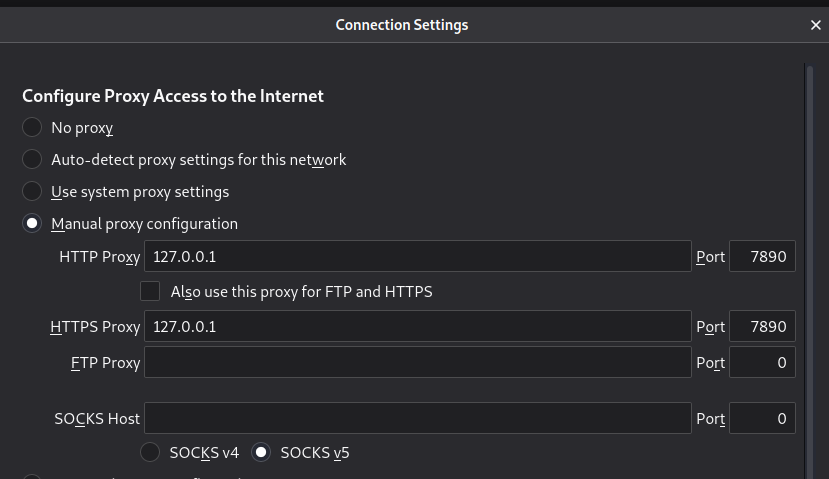 Connection Settings ×
Configure Proxy Access to the Internet
No proxy
Auto-detect proxy settings for this network
Use system proxy settings
Manual proxy configuration
HTTP Proxy 127.0.0.1 Port 7890
Also use this proxy for FTP and HTTPS
HTTPS Proxy 127.0.0.1 Port 7890
FTP Proxy Port 0
SOCKS Host Port 0
SOCKS v4 SOCKS v5